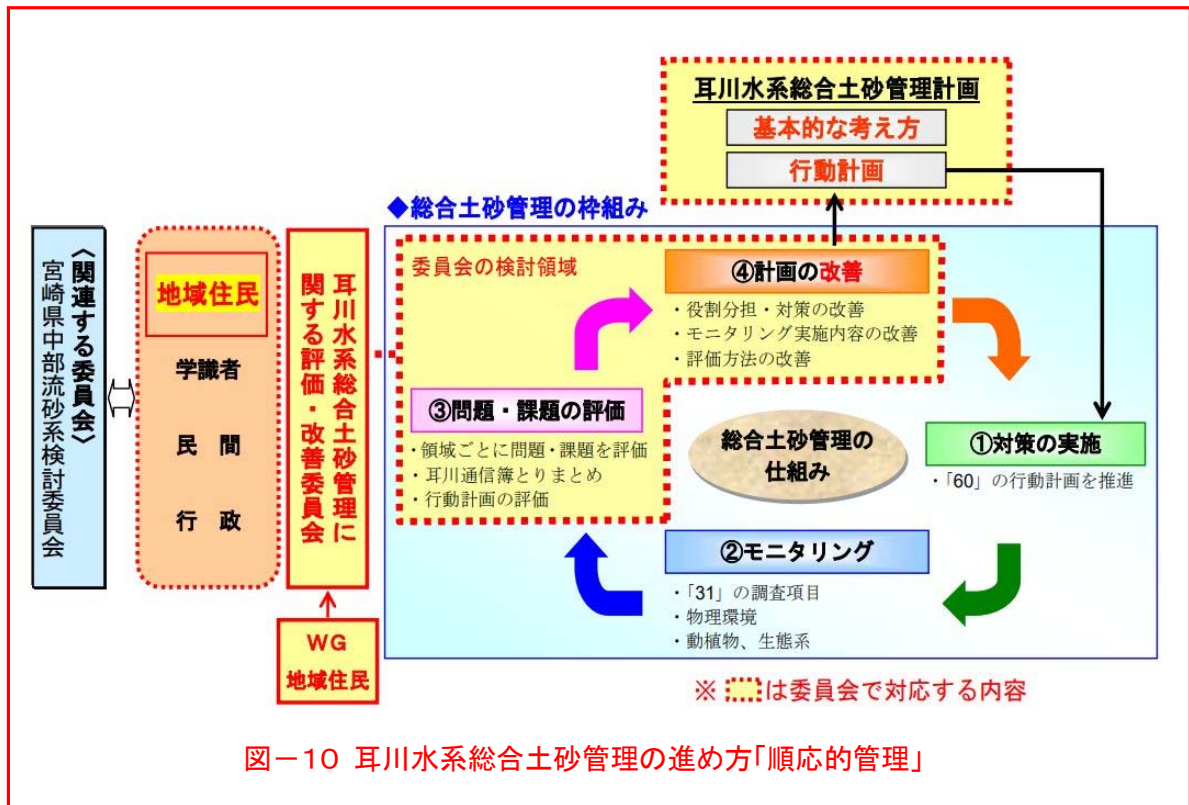 耳川水系総合土砂管理計画
基本的な考え方
行動計画
◆総合土砂管理の枠組み
〈関連する委員会〉
宮崎県中部流砂系検討委員会
地域住民
学識者
民　間
行　政
耳川水系総合土砂管理に
関する評価・改善委員会
WG
地域住民
委員会の検討領域
④計画の改善
・役割分担・対策の改善
・モニタリング実施内容の改善
・評価方法の改善
③問題・課題の評価
・領域ごとに問題・課題を評価
・耳川通信簿とりまとめ
・行動計画の評価
総合土砂管理の
仕組み
①対策の実施
・「60」の行動計画を推進
②モニタリング
・「31」の調査項目
・物理環境
・動植物、生態系
※　は委員会で対応する内容
図－10 耳川水系総合土砂管理の進め方「順応的管理」